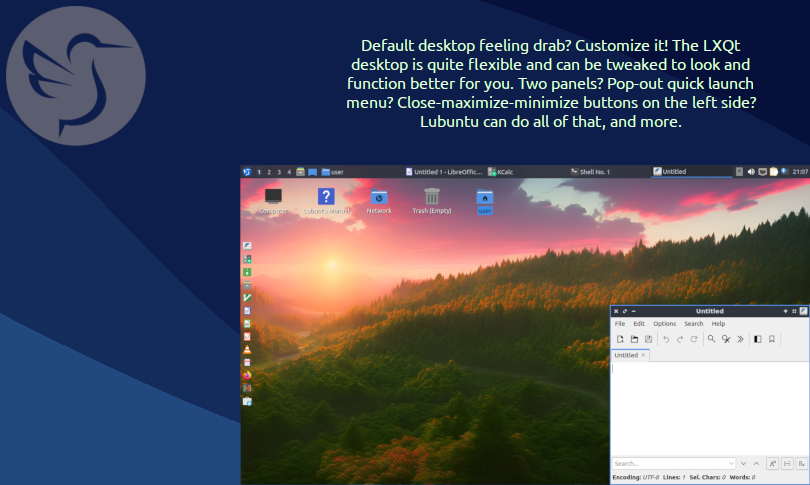 Default desktop feeling drab? Customize it! The LXQt
desktop is quite flexible and can be tweaked to look and
function better for you. Two panels? Pop-out quick launch
menu? Close-maximize-minimize buttons on the left side?
Lubuntu can do all of that, and more.
1 2 3 4 user Untitled 1 - LibreOffic... KCalc Shell No. 1 Untitled 21:07
Computer Lubuntu Manual Network Trash (Empty) user
Untitled
File Edit Options Search Help
Untitled
Search...
Encoding: UTF-8 Lines: 1 Sel. Chars: 0 Words: 0